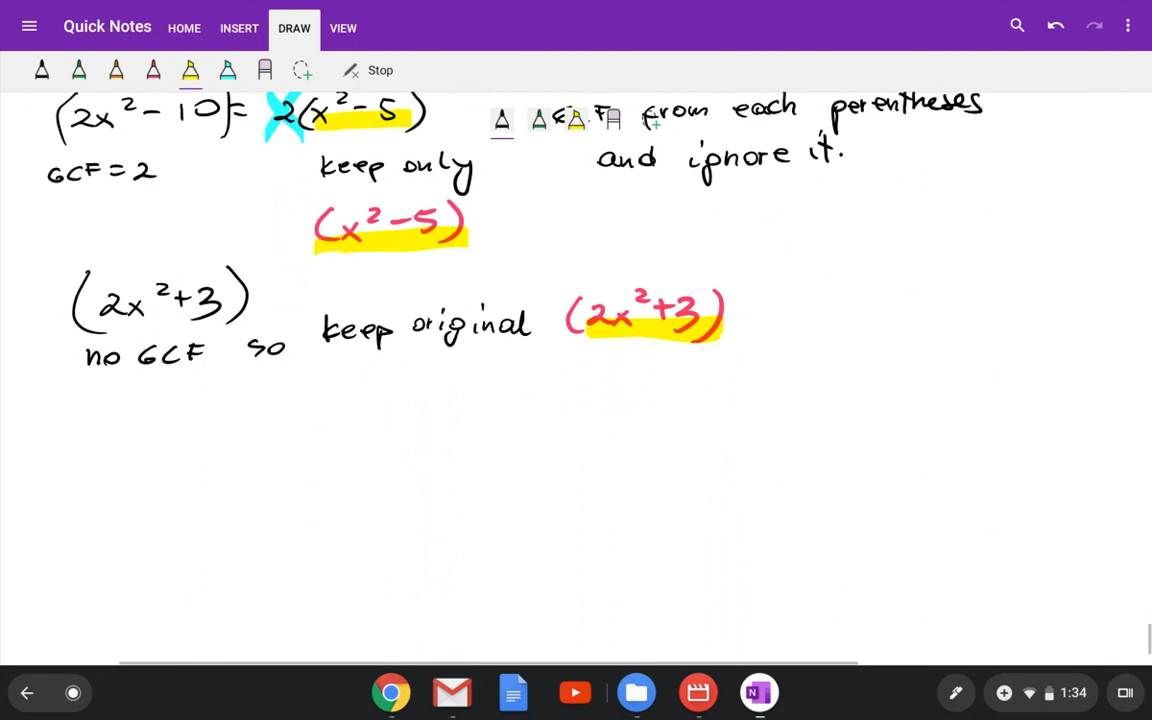 Quick Notes HOME INSERT DRAW VIEW
Stop
(2x² - 10) = 2(x² - 5)
from each perentheses
GCF = 2
keep only
and ignore it.
(x² - 5)
(2x² + 3)
keep original (2x² + 3)
no GCF so
1:34